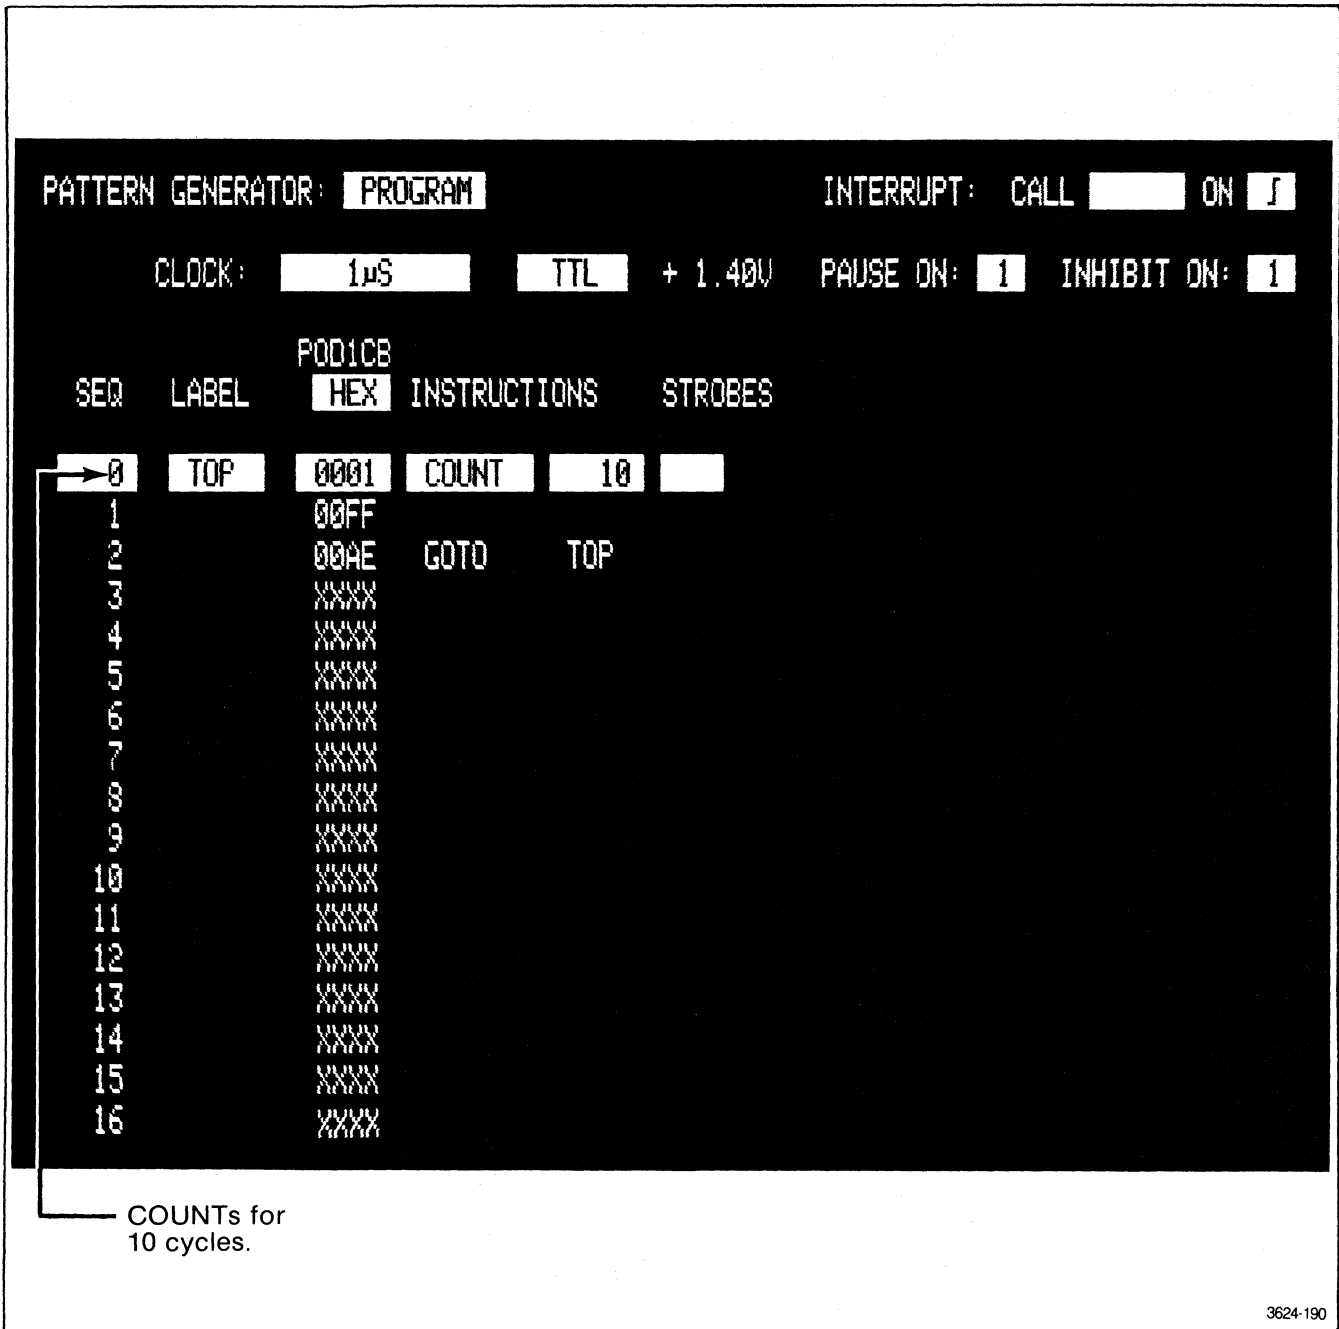 PATTERN GENERATOR: PROGRAM INTERRUPT: CALL ON ʃ
CLOCK: 1µS TTL + 1.40V PAUSE ON: 1 INHIBIT ON: 1
POD1CB
SEQ LABEL HEX INSTRUCTIONS STROBES
0 TOP 0001 COUNT 10
1 00FF
2 00AE GOTO TOP
3 XXXX
4 XXXX
5 XXXX
6 XXXX
7 XXXX
8 XXXX
9 XXXX
10 XXXX
11 XXXX
12 XXXX
13 XXXX
14 XXXX
15 XXXX
16 XXXX
COUNTs for
10 cycles.
3624-190